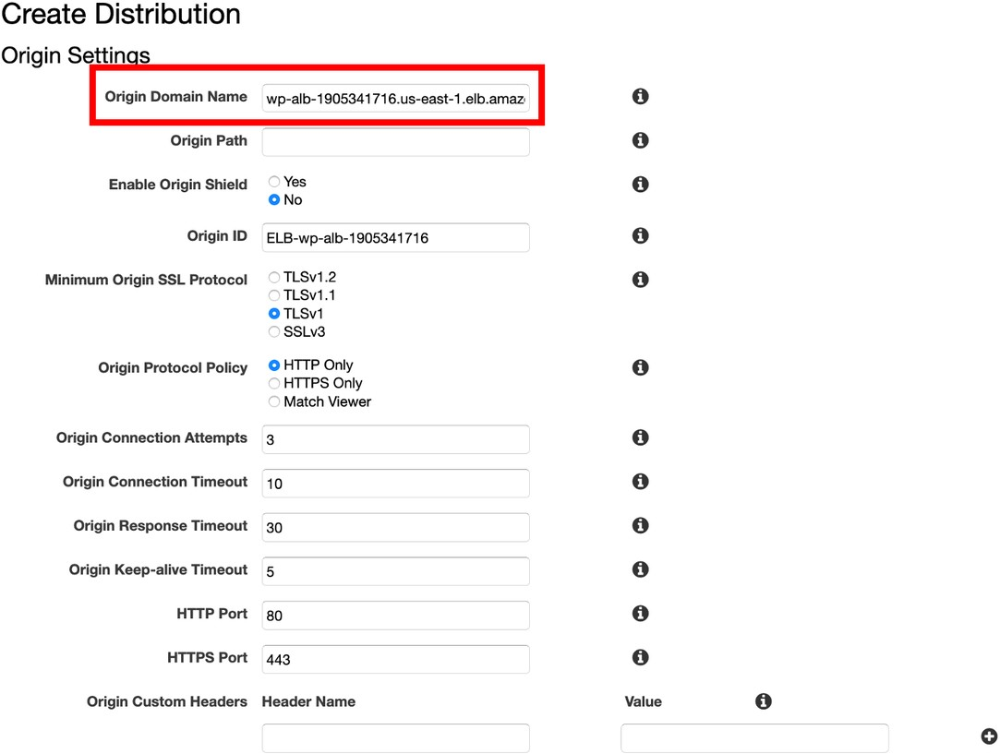 Create Distribution
Origin Settings
Origin Domain Name wp-alb-1905341716.us-east-1.elb.amaz
Origin Path
Enable Origin Shield Yes
No
Origin ID ELB-wp-alb-1905341716
Minimum Origin SSL Protocol TLSv1.2
TLSv1.1
TLSv1
SSLv3
Origin Protocol Policy HTTP Only
HTTPS Only
Match Viewer
Origin Connection Attempts 3
Origin Connection Timeout 10
Origin Response Timeout 30
Origin Keep-alive Timeout 5
HTTP Port 80
HTTPS Port 443
Origin Custom Headers Header Name Value